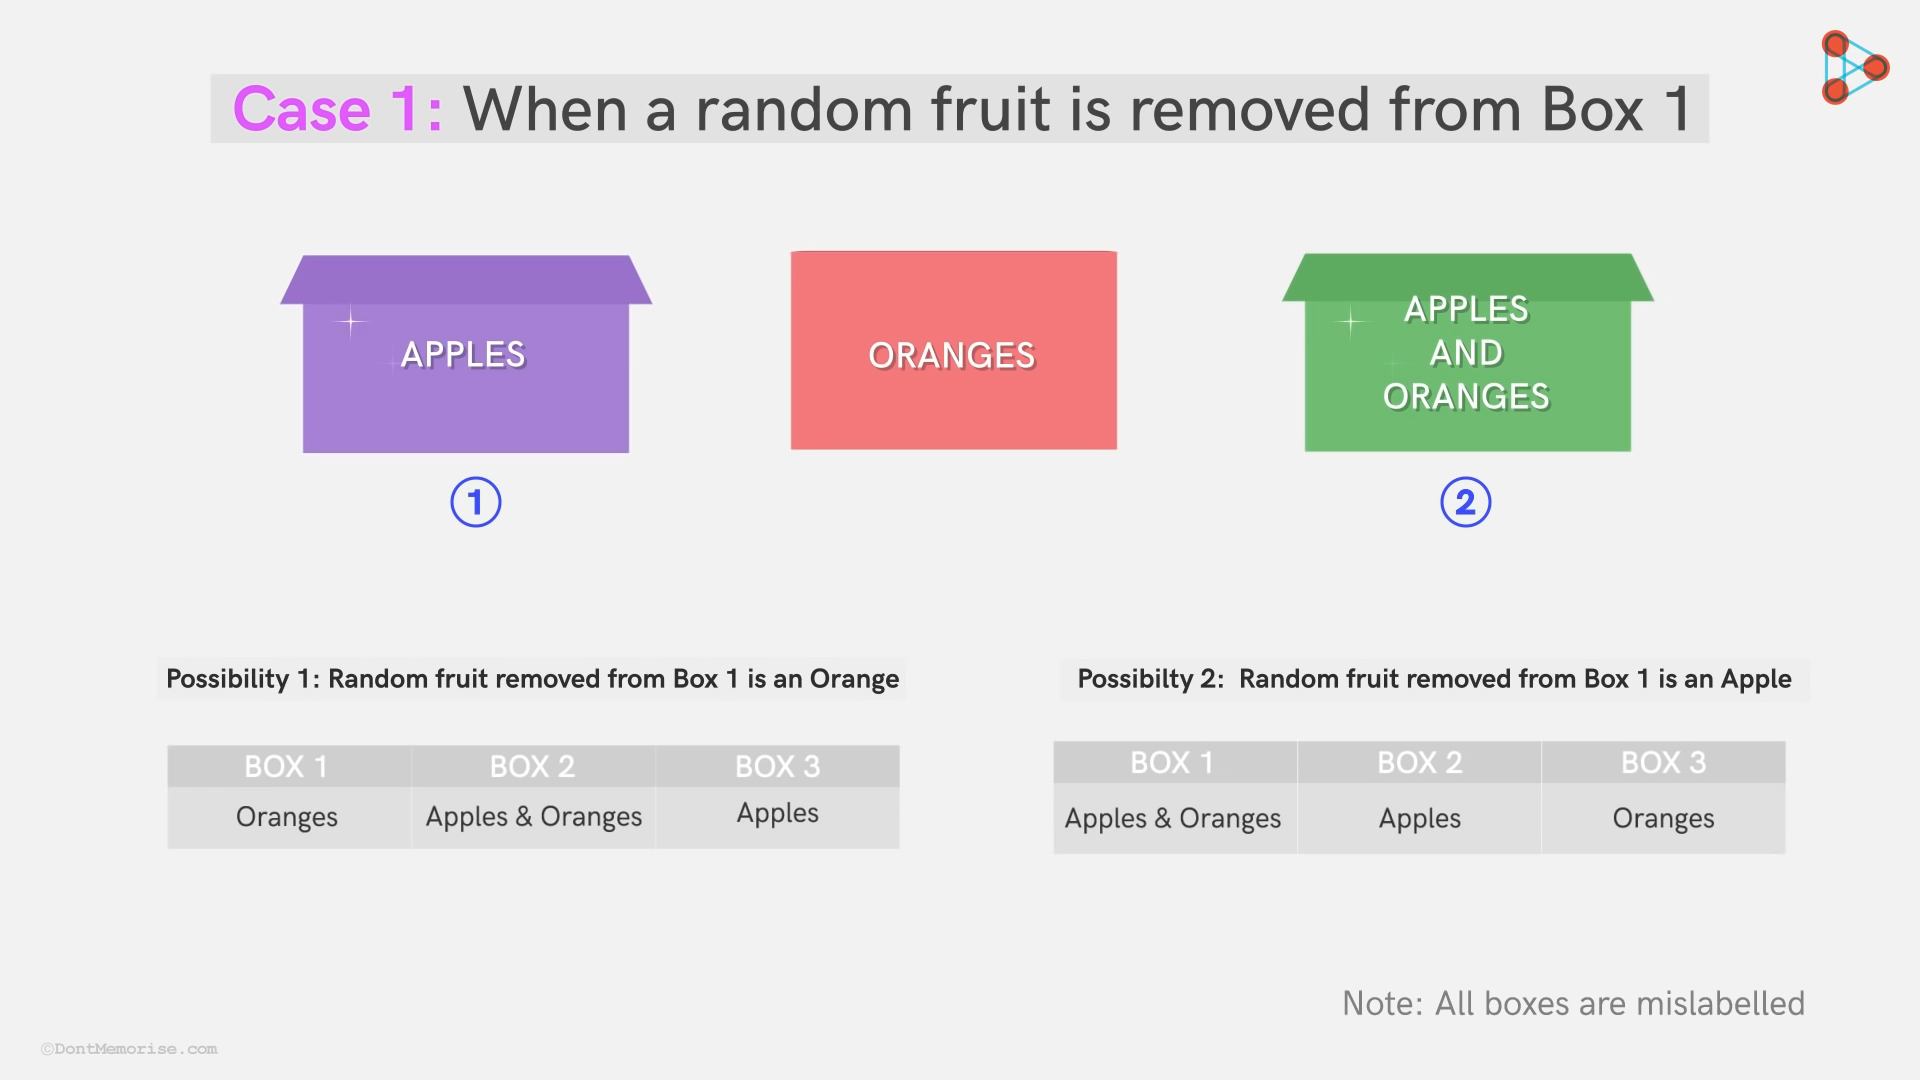 Case 1: When a random fruit is removed from Box 1
APPLES
ORANGES
APPLES
AND
ORANGES
1
2
Possibility 1: Random fruit removed from Box 1 is an Orange
BOX 1 BOX 2 BOX 3
Oranges Apples & Oranges Apples
Possibilty 2: Random fruit removed from Box 1 is an Apple
BOX 1 BOX 2 BOX 3
Apples & Oranges Apples Oranges
Note: All boxes are mislabelled
©DontMemorise.com